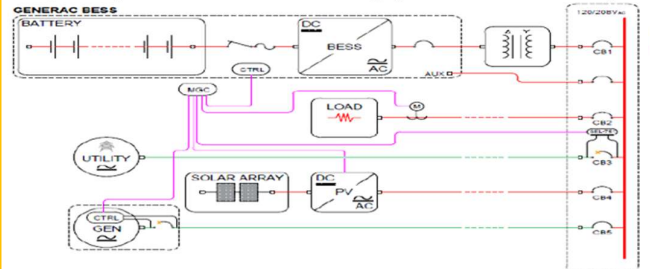 GENERAC BESS
BATTERY
DC
BESS
AC
CTRL
AUX
MGC
120/208VAC
CB1
LOAD
M
CB2
UTILITY
CB3
SOLAR ARRAY
DC
PV
AC
CB4
CTRL
GEN
CB5